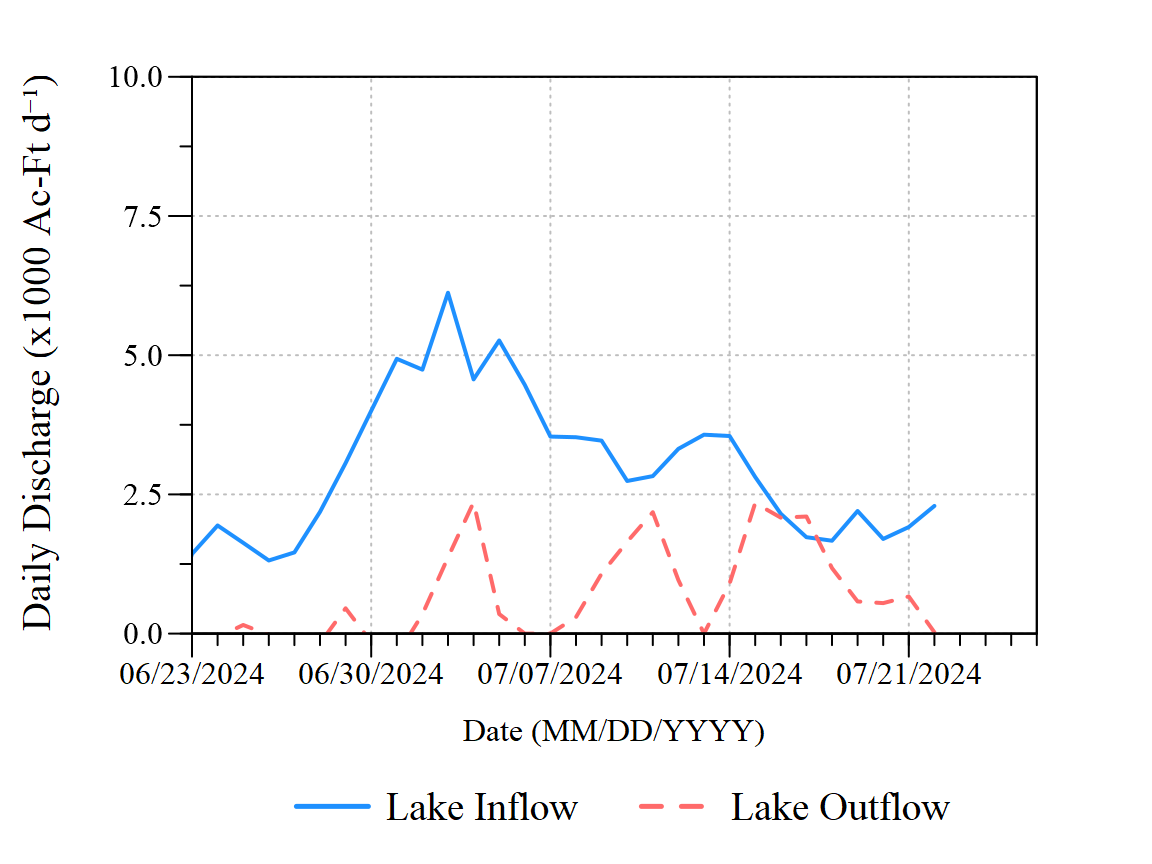 Daily Discharge (x1000 Ac-Ft d⁻¹)
10.0
7.5
5.0
2.5
0.0
06/23/2024 06/30/2024 07/07/2024 07/14/2024 07/21/2024
Date (MM/DD/YYYY)
Lake Inflow Lake Outflow